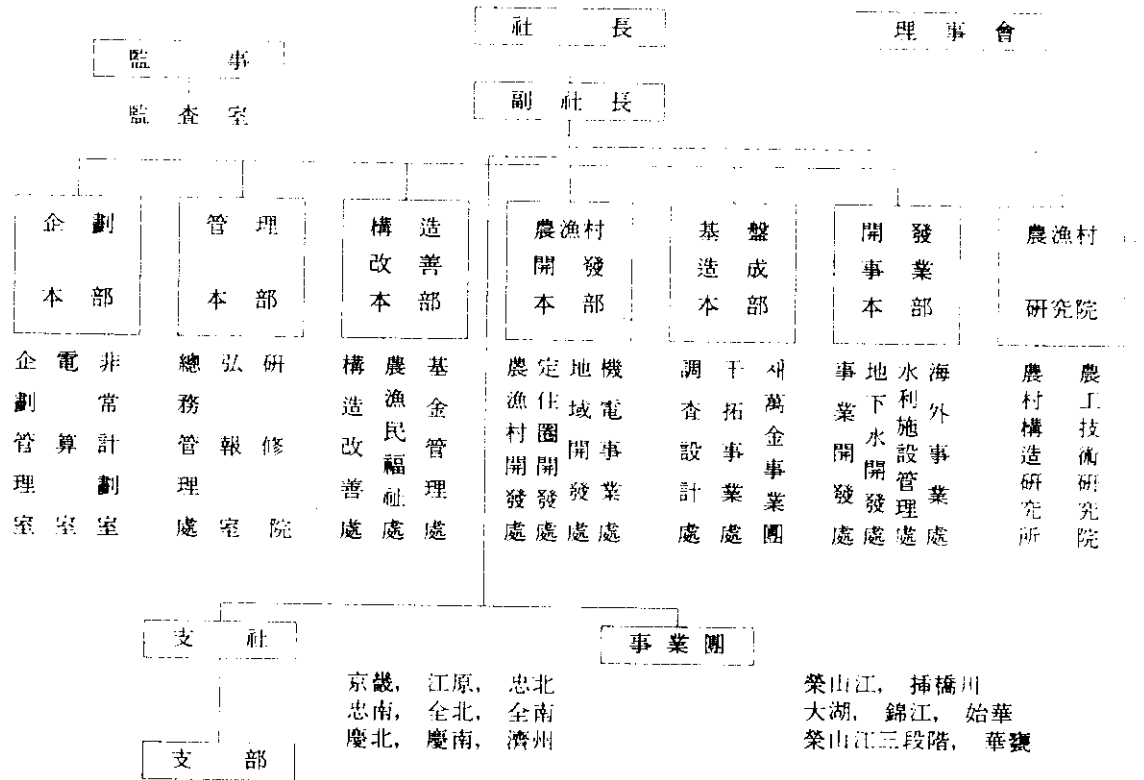 社長
理事會
監事
副社長
監査室
企劃本部
管理本部
構造改善本部
農漁村開發本部
基盤造成本部
開發事業本部
農漁村研究院
企劃管理室
電算室
非常計劃室
總務管理處
弘報室
研修院
構造改善處
農漁民福祉處
基金管理處
農漁村開發處
定住圈開發處
地域開發處
機電事業處
調査設計處
干拓事業處
새萬金事業團
事業開發處
地下水開發處
水利施設管理處
海外事業處
農村構造研究所
農工技術研究院
支社
事業團
京畿, 江原, 忠北
忠南, 全北, 全南
慶北, 慶南, 濟州
榮山江, 揷橋川
大湖, 錦江, 始華
榮山江三段階, 華甕
支部